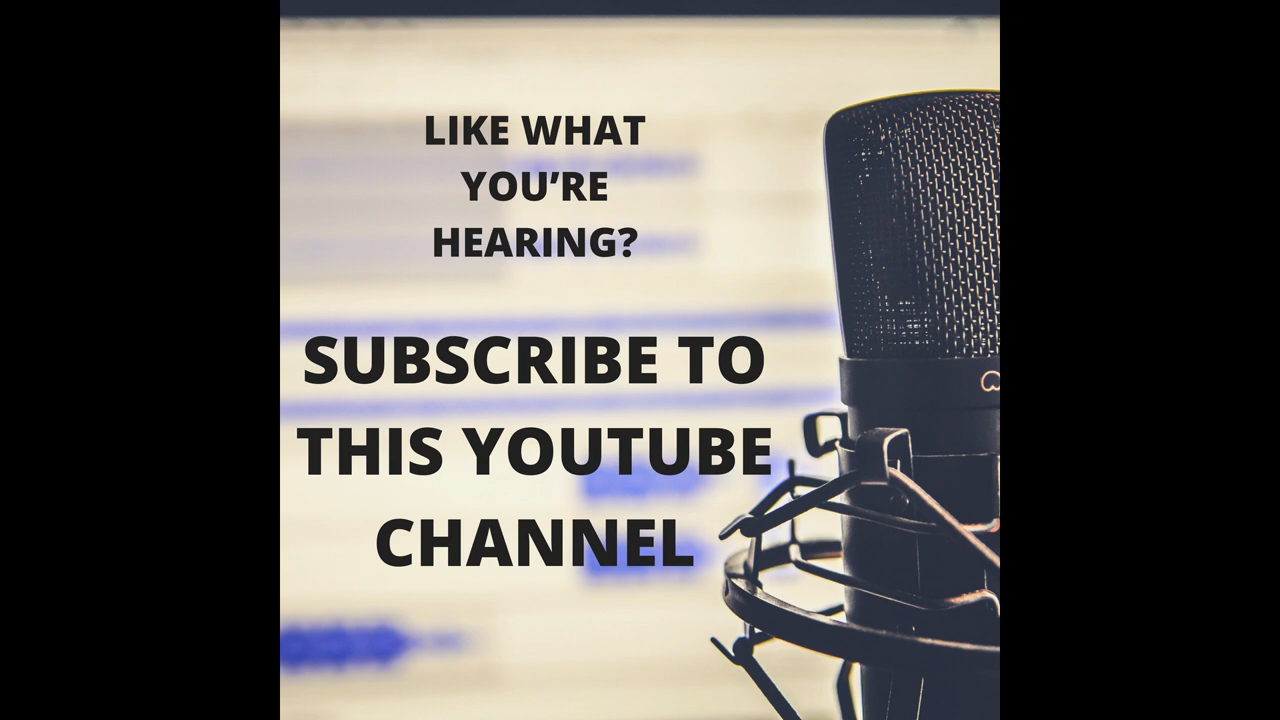 LIKE WHAT
YOU’RE
HEARING?
SUBSCRIBE TO
THIS YOUTUBE
CHANNEL